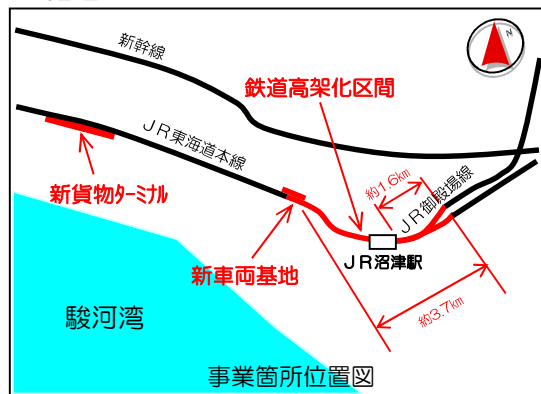 新幹線
N
鉄道高架化区間
JR東海道本線
約1.6㎞
新貨物ターミナル
JR御殿場線
JR沼津駅
新車両基地
約3.7㎞
駿河湾
事業箇所位置図